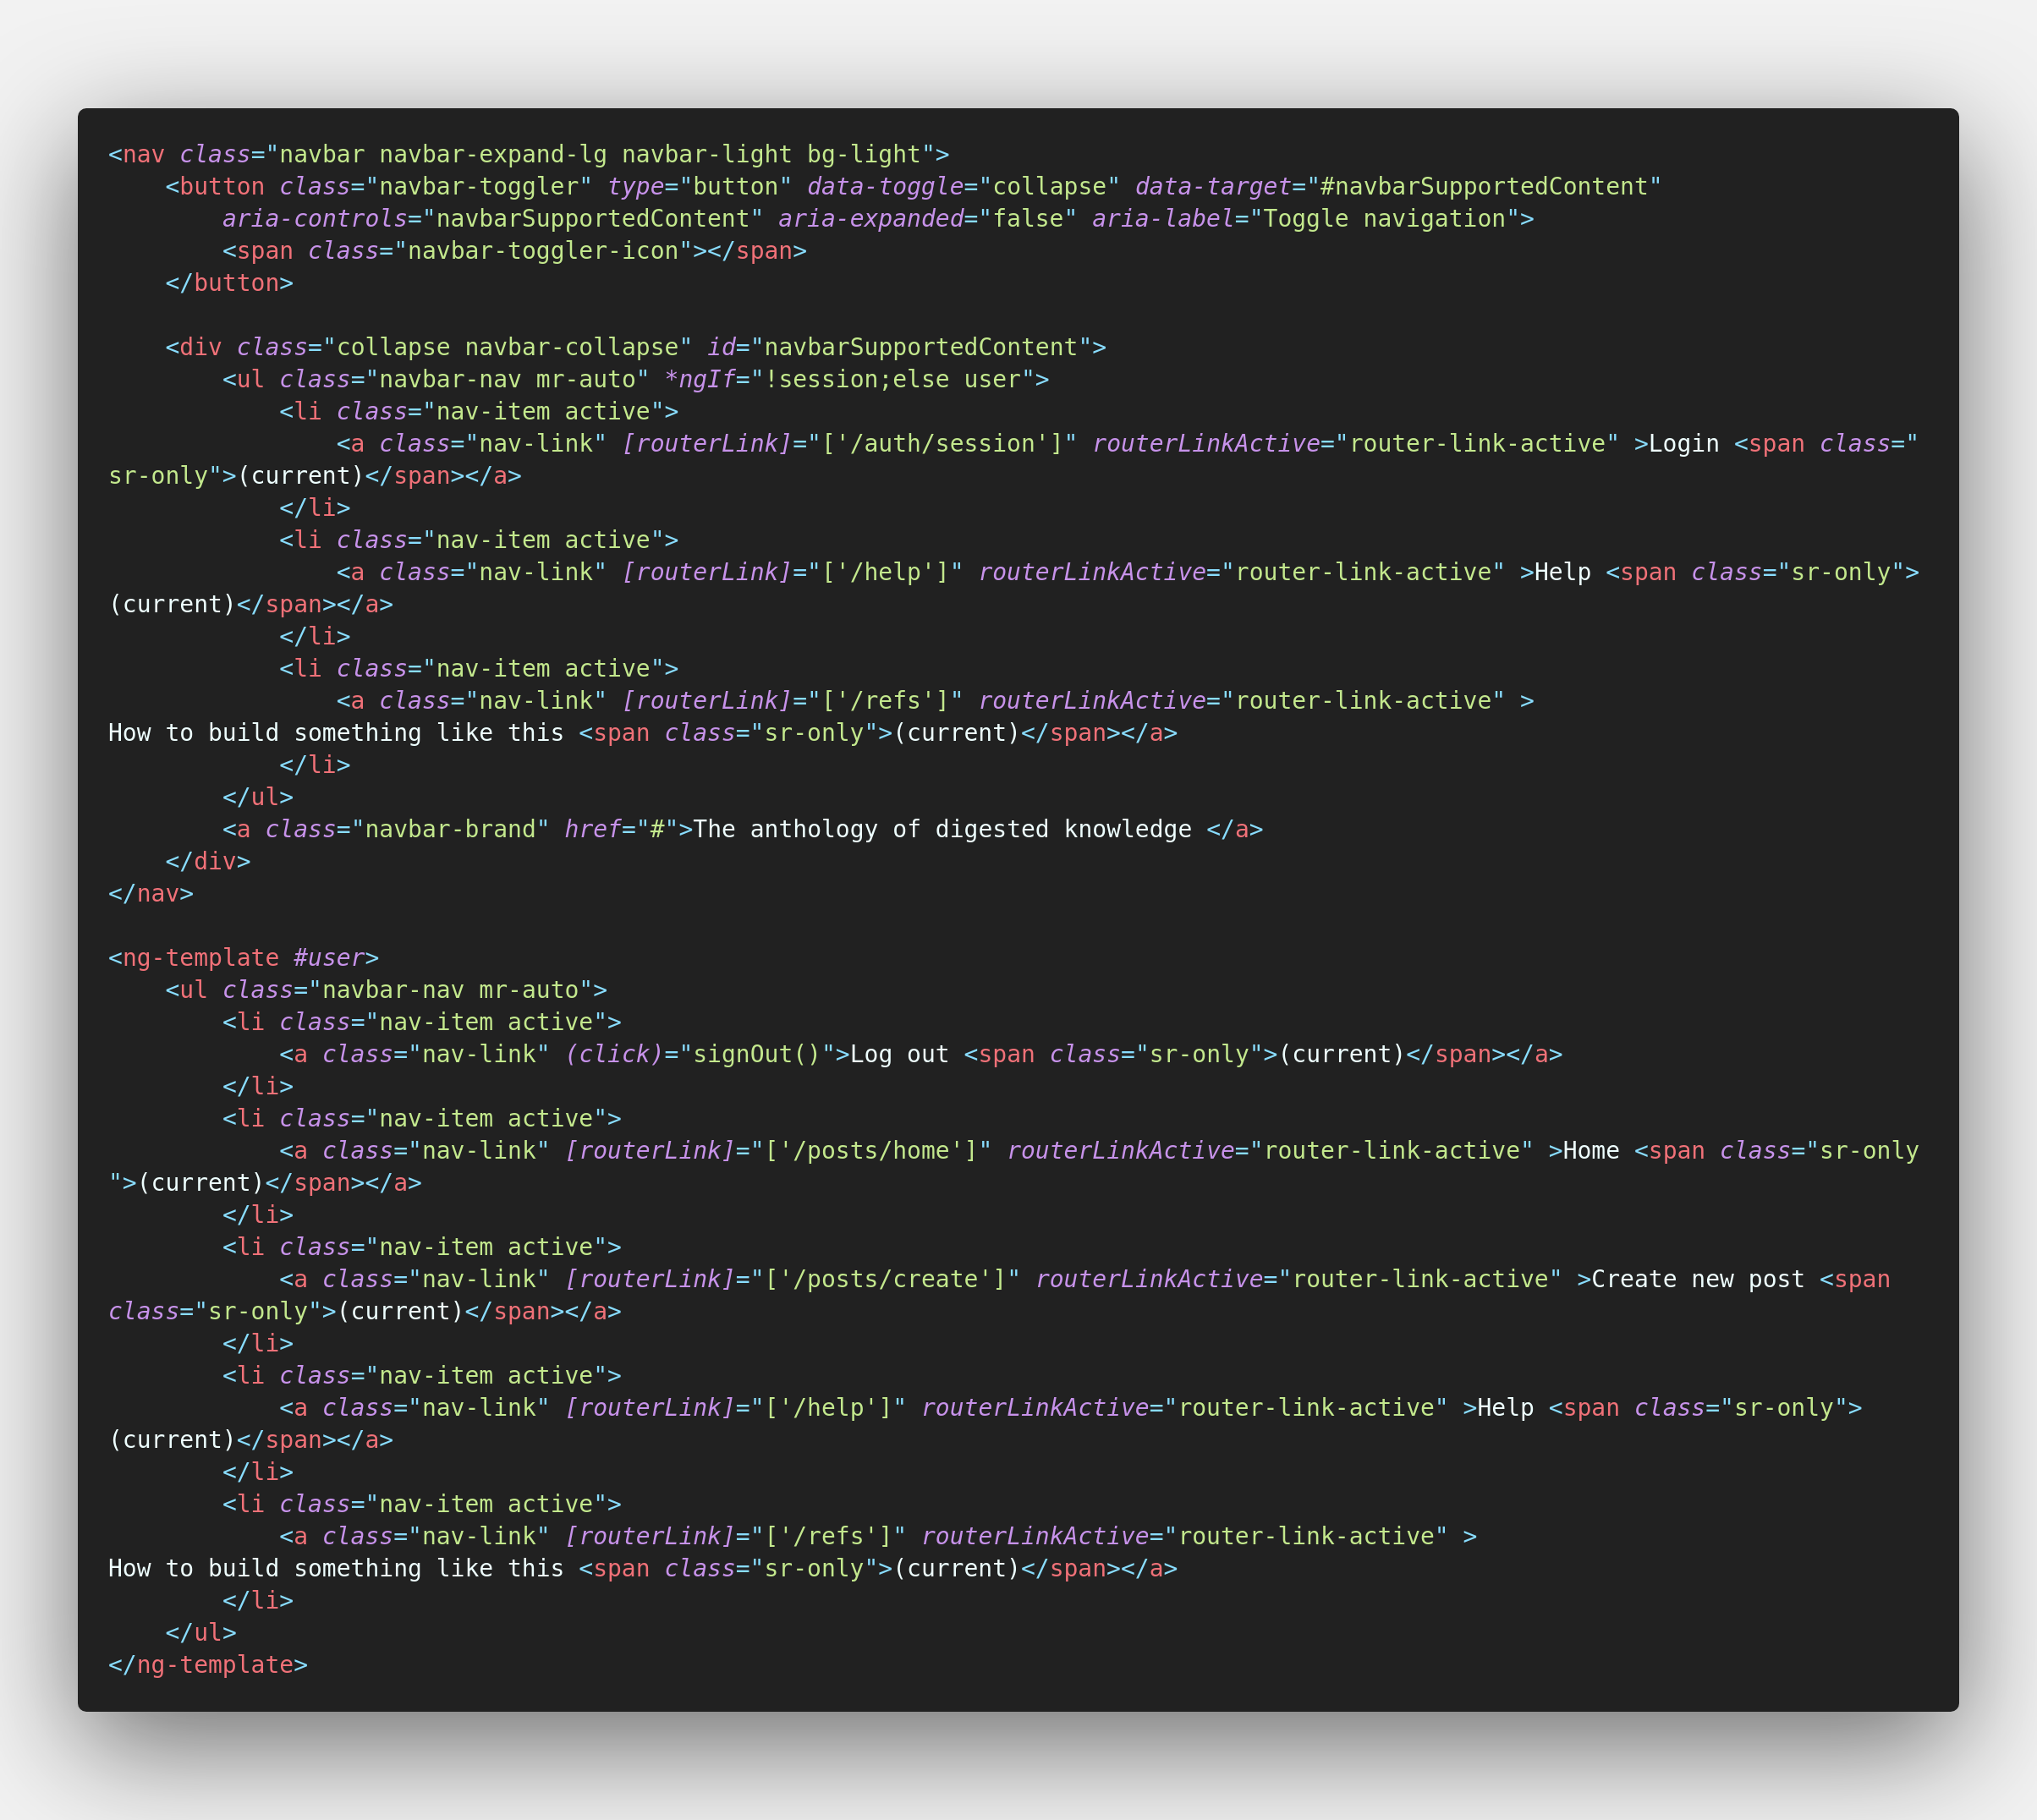 <nav class="navbar navbar-expand-lg navbar-light bg-light">
    <button class="navbar-toggler" type="button" data-toggle="collapse" data-target="#navbarSupportedContent"
        aria-controls="navbarSupportedContent" aria-expanded="false" aria-label="Toggle navigation">
        <span class="navbar-toggler-icon"></span>
    </button>

    <div class="collapse navbar-collapse" id="navbarSupportedContent">
        <ul class="navbar-nav mr-auto" *ngIf="!session;else user">
            <li class="nav-item active">
                <a class="nav-link" [routerLink]="['/auth/session']" routerLinkActive="router-link-active" >Login <span class="
sr-only">(current)</span></a>
            </li>
            <li class="nav-item active">
                <a class="nav-link" [routerLink]="['/help']" routerLinkActive="router-link-active" >Help <span class="sr-only">
(current)</span></a>
            </li>
            <li class="nav-item active">
                <a class="nav-link" [routerLink]="['/refs']" routerLinkActive="router-link-active" >
How to build something like this <span class="sr-only">(current)</span></a>
            </li>
        </ul>
        <a class="navbar-brand" href="#">The anthology of digested knowledge </a>
    </div>
</nav>

<ng-template #user>
    <ul class="navbar-nav mr-auto">
        <li class="nav-item active">
            <a class="nav-link" (click)="signOut()">Log out <span class="sr-only">(current)</span></a>
        </li>
        <li class="nav-item active">
            <a class="nav-link" [routerLink]="['/posts/home']" routerLinkActive="router-link-active" >Home <span class="sr-only
">(current)</span></a>
        </li>
        <li class="nav-item active">
            <a class="nav-link" [routerLink]="['/posts/create']" routerLinkActive="router-link-active" >Create new post <span
class="sr-only">(current)</span></a>
        </li>
        <li class="nav-item active">
            <a class="nav-link" [routerLink]="['/help']" routerLinkActive="router-link-active" >Help <span class="sr-only">
(current)</span></a>
        </li>
        <li class="nav-item active">
            <a class="nav-link" [routerLink]="['/refs']" routerLinkActive="router-link-active" >
How to build something like this <span class="sr-only">(current)</span></a>
        </li>
    </ul>
</ng-template>